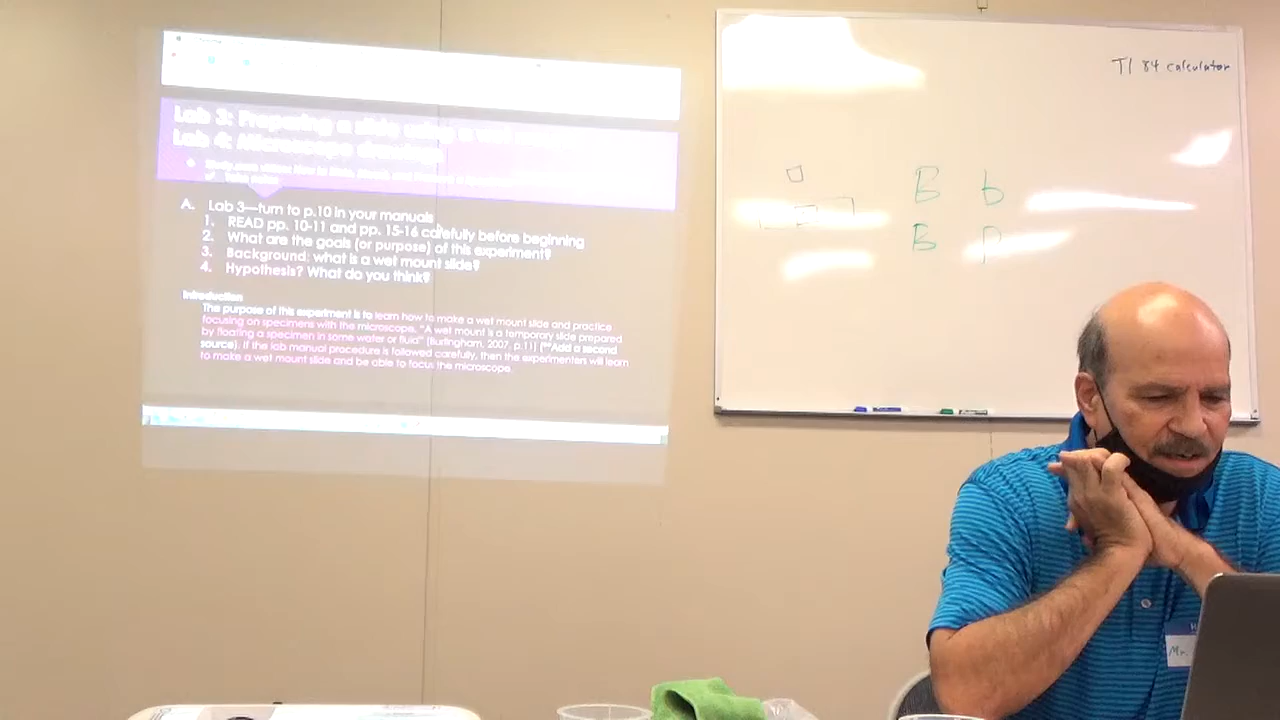 Lab 3: Preparing a slide using a wet
Lab 4: Microscope drawings
A. Lab 3—turn to p.10 in your manuals
1. READ pp. 10-11 and pp. 15-16 carefully before beginning
2. What are the goals (or purpose) of this experiment?
3. Background: what is a wet mount slide?
4. Hypothesis? What do you think?
Introduction
The purpose of this experiment is to learn how to make a wet mount slide and practice
focusing on specimens with the microscope. "A wet mount is a temporary slide prepared
by floating a specimen in some water or fluid" (Burlingham, 2007, p.11) (**Add a second
source). If the lab manual procedure is followed carefully, then the experimenters will learn
to make a wet mount slide and be able to focus the microscope.
TI 84 calculator
B b
B
Mr.